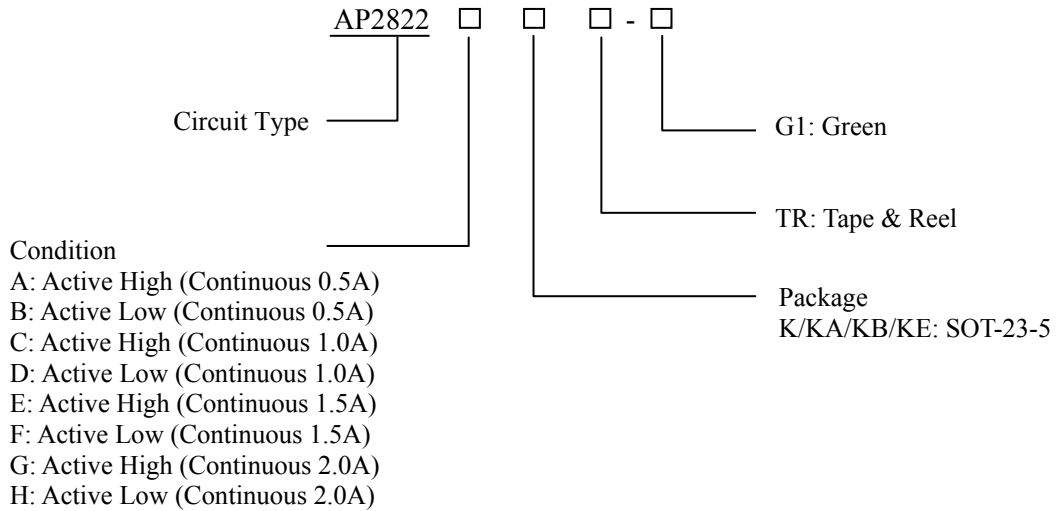 AP2822 □ □ □ - □
Circuit Type
G1: Green
TR: Tape & Reel
Package
K/KA/KB/KE: SOT-23-5
Condition
A: Active High (Continuous 0.5A)
B: Active Low (Continuous 0.5A)
C: Active High (Continuous 1.0A)
D: Active Low (Continuous 1.0A)
E: Active High (Continuous 1.5A)
F: Active Low (Continuous 1.5A)
G: Active High (Continuous 2.0A)
H: Active Low (Continuous 2.0A)